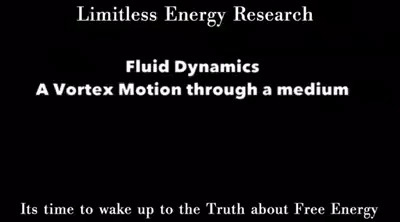 Limitless Energy Research
Fluid Dynamics
A Vortex Motion through a medium
Its time to wake up to the Truth about Free Energy